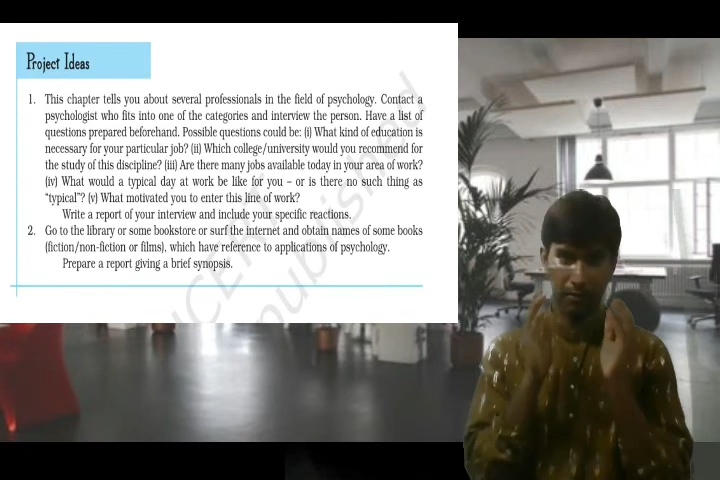 Project Ideas
1. This chapter tells you about several professionals in the field of psychology. Contact a
psychologist who fits into one of the categories and interview the person. Have a list of
questions prepared beforehand. Possible questions could be: (i) What kind of education is
necessary for your particular job? (ii) Which college/university would you recommend for
the study of this discipline? (iii) Are there many jobs available today in your area of work?
(iv) What would a typical day at work be like for you – or is there no such thing as
"typical"? (v) What motivated you to enter this line of work?
Write a report of your interview and include your specific reactions.
2. Go to the library or some bookstore or surf the internet and obtain names of some books
(fiction/non-fiction or films), which have reference to applications of psychology.
Prepare a report giving a brief synopsis.